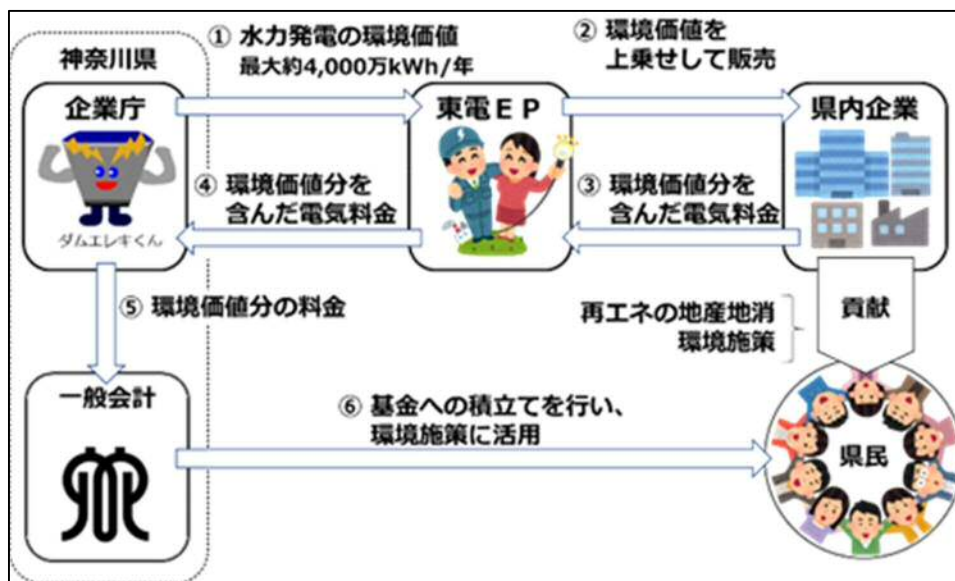 ① 水力発電の環境価値
最大約4,000万kWh/年
② 環境価値を
上乗せして販売
神奈川県
企業庁
東電EP
県内企業
④ 環境価値分を
含んだ電気料金
③ 環境価値分を
含んだ電気料金
ダムエレキくん
⑤ 環境価値分の料金
再エネの地産地消
環境施策
貢献
一般会計
⑥ 基金への積立てを行い、
環境施策に活用
県民